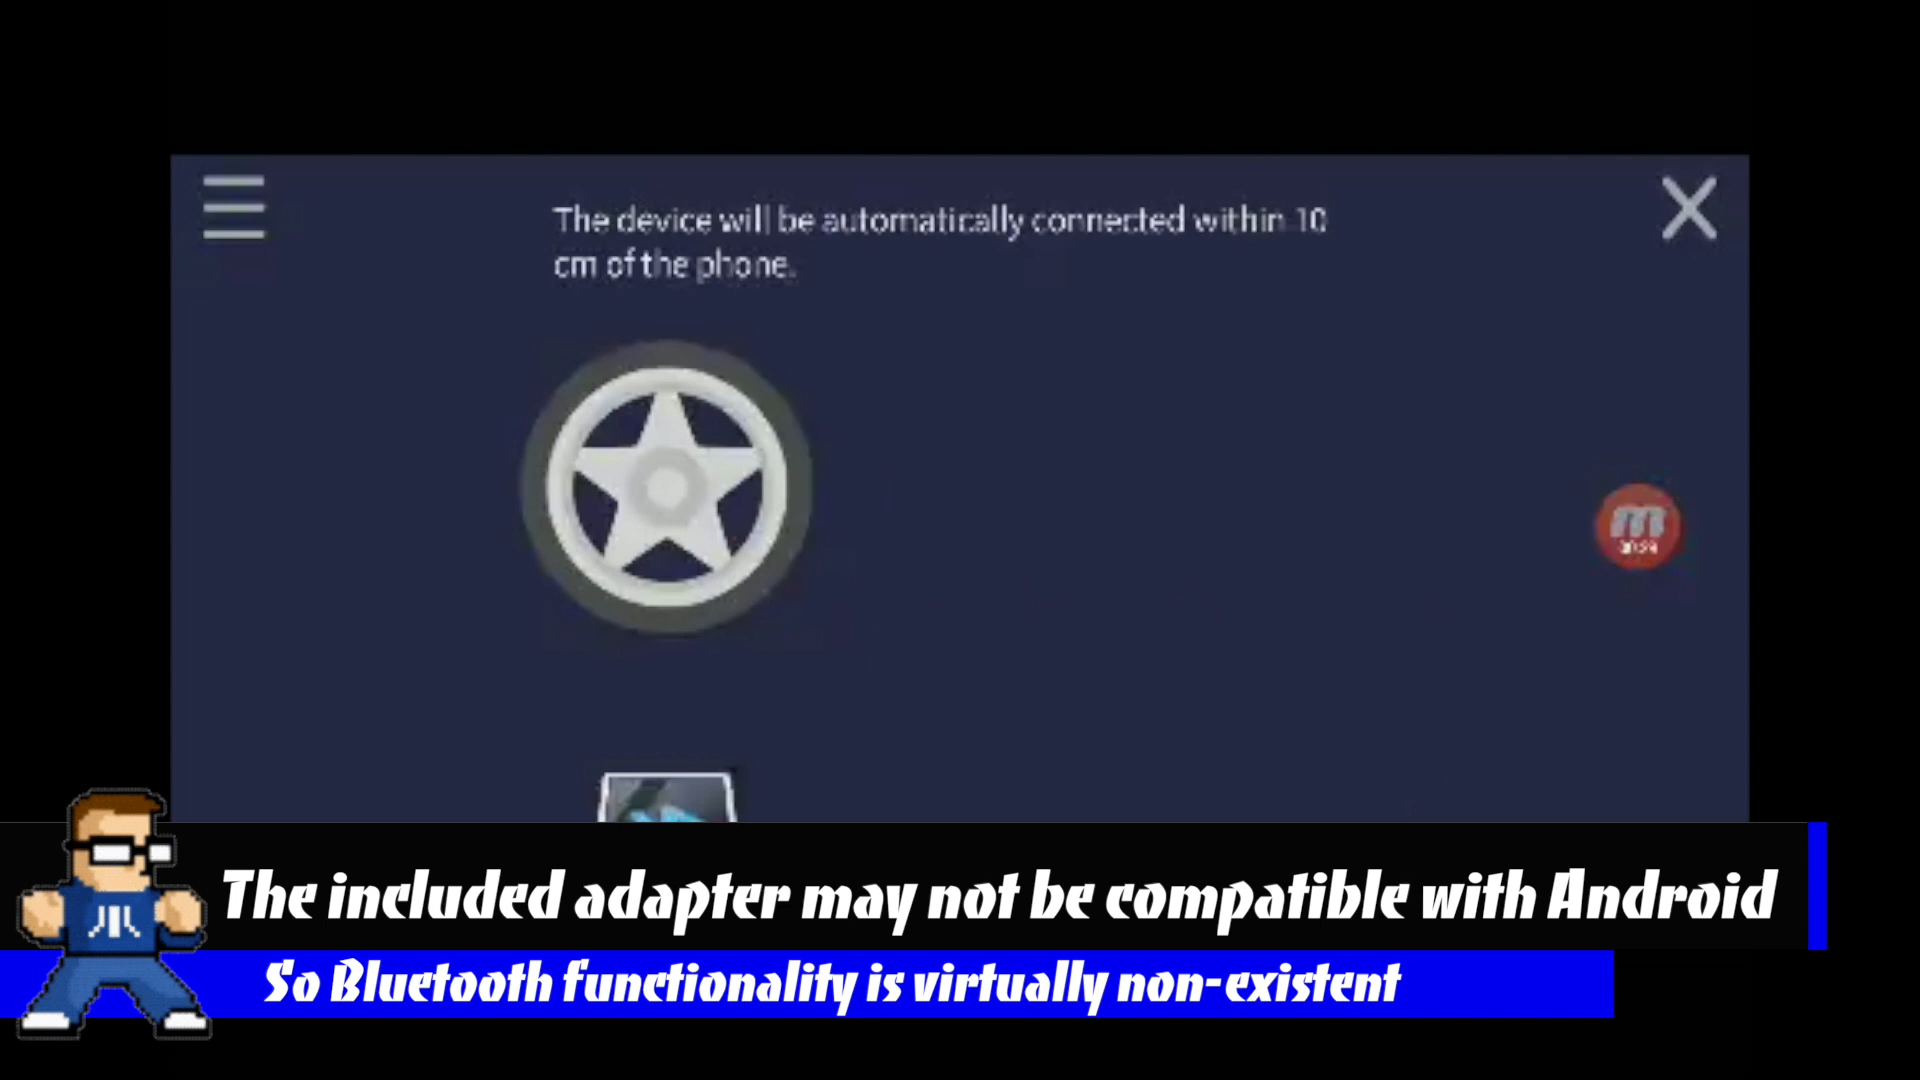 The device will be automatically connected within 10
cm of the phone.
m
The included adapter may not be compatible with Android
So Bluetooth functionality is virtually non-existent